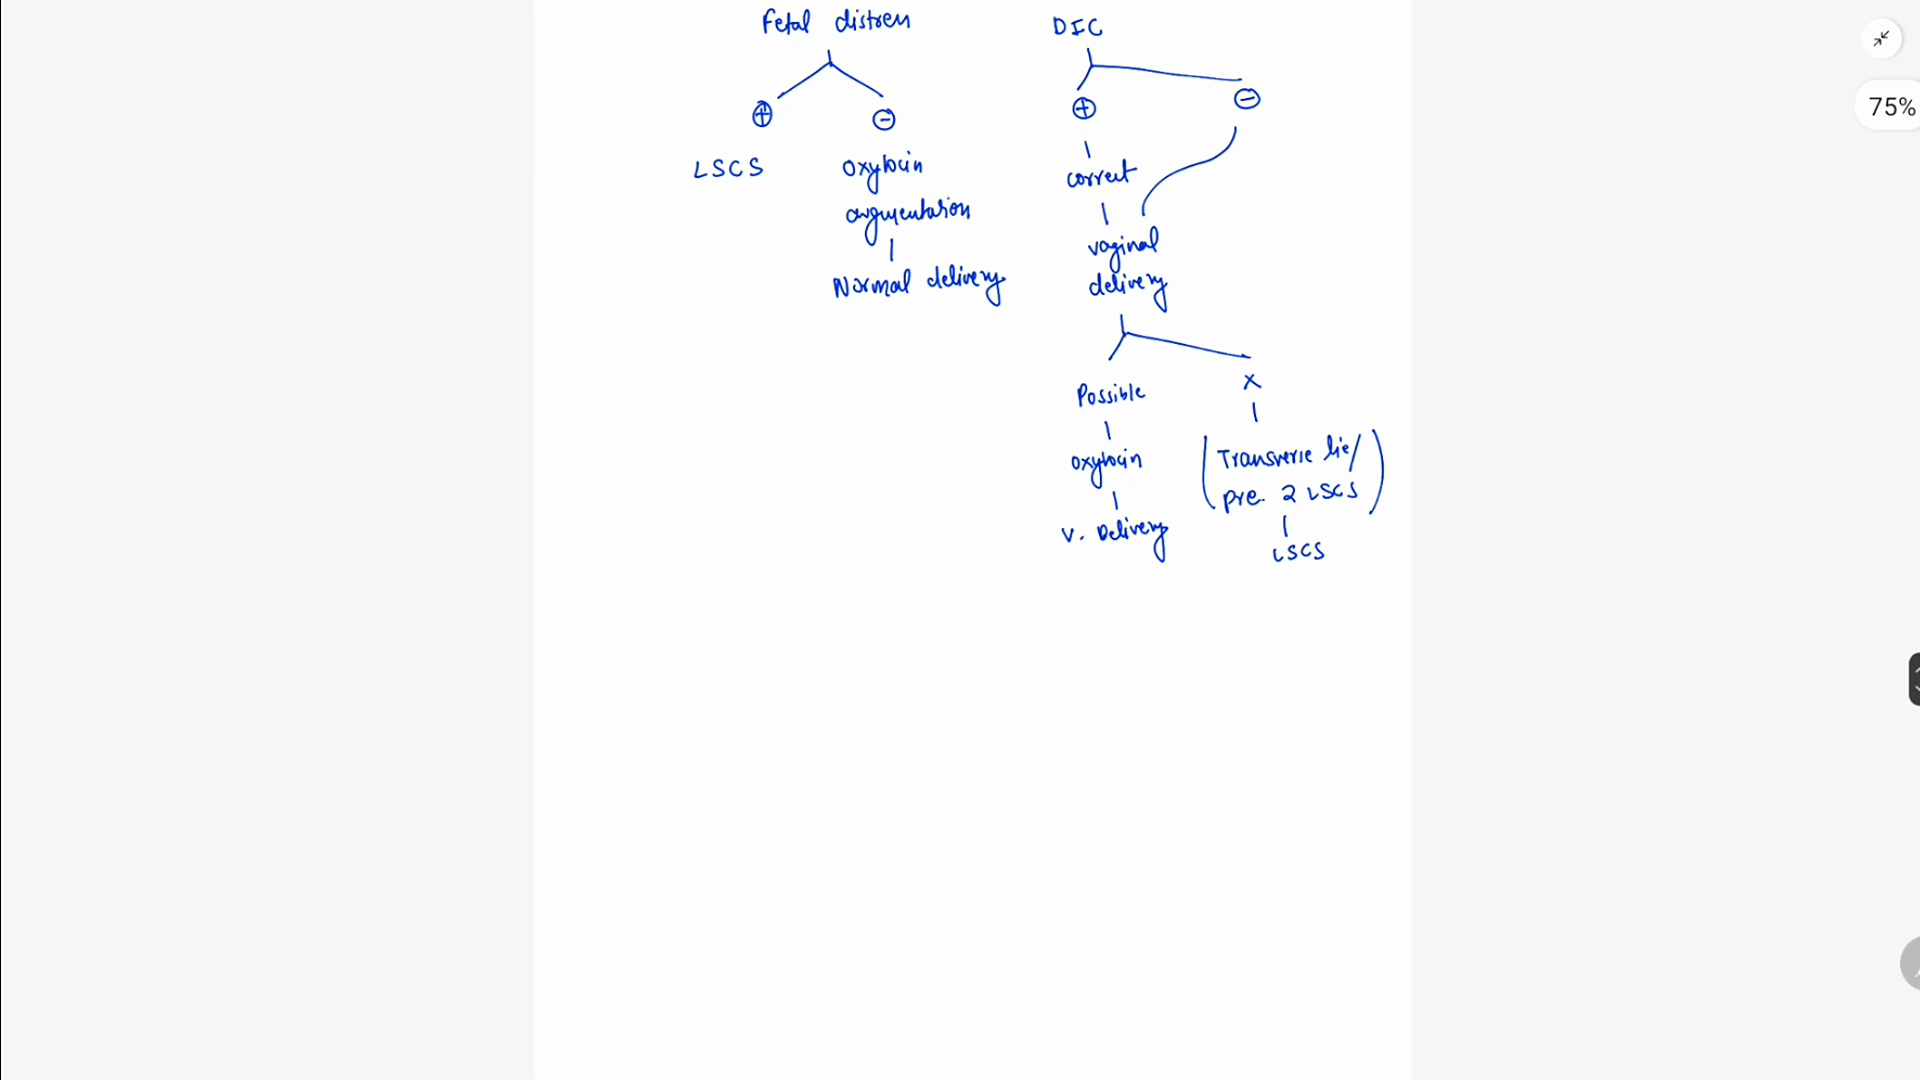 Fetal distress
⊕ ⊖
LSCS
Oxytocin
augmentation
Normal delivery
DIC
⊕ ⊖
correct
vaginal
delivery
Possible
X
oxytocin
(Transverse lie/
pre. 2 LSCS)
V. Delivery
LSCS
75%